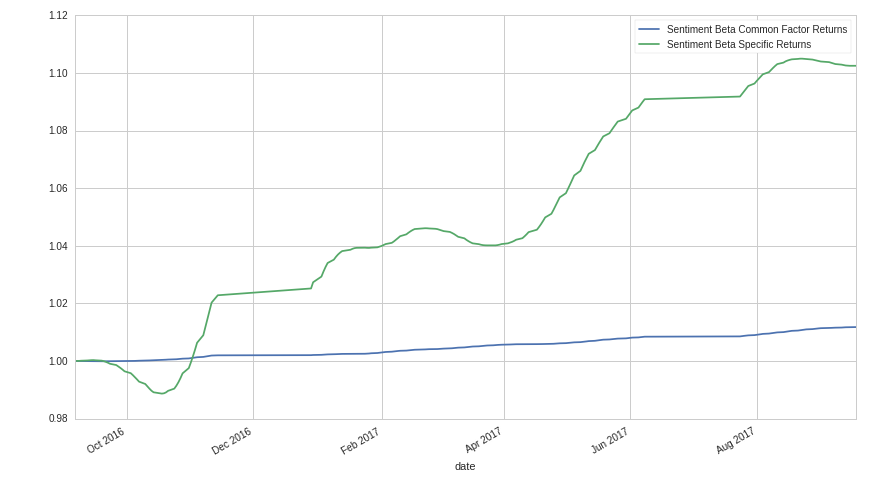 1.12
1.10
1.08
1.06
1.04
1.02
1.00
0.98
Sentiment Beta Common Factor Returns
Sentiment Beta Specific Returns
Oct 2016
Dec 2016
Feb 2017
Apr 2017
Jun 2017
Aug 2017
date